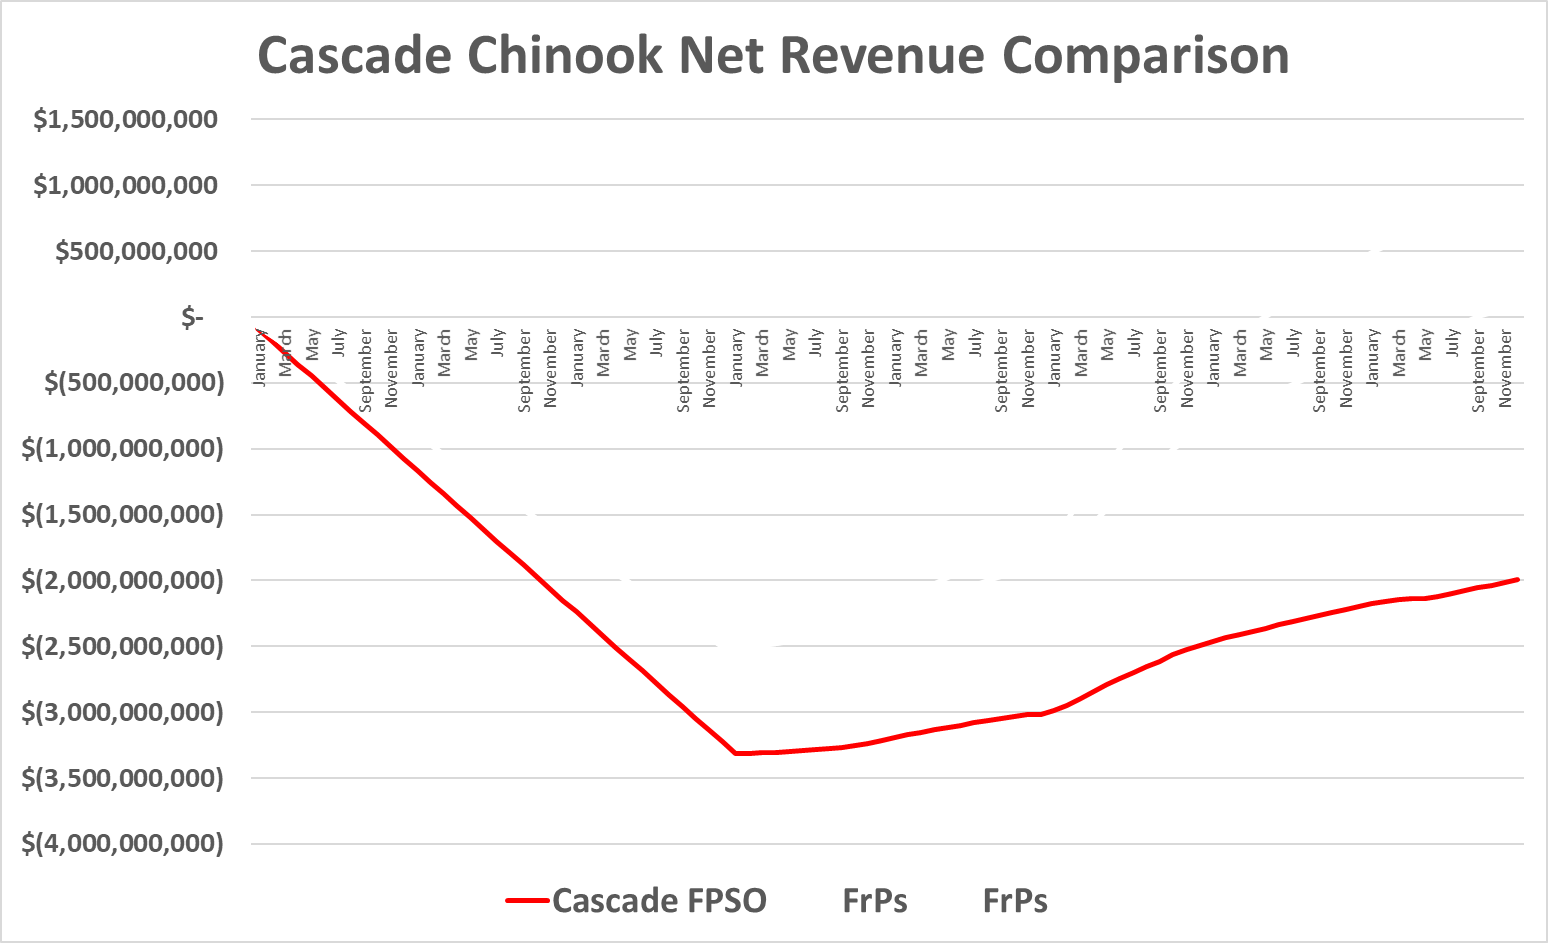 Cascade Chinook Net Revenue Comparison
$1,500,000,000
$1,000,000,000
$500,000,000
$-
$(500,000,000)
$(1,000,000,000)
$(1,500,000,000)
$(2,000,000,000)
$(2,500,000,000)
$(3,000,000,000)
$(3,500,000,000)
$(4,000,000,000)
January
March
May
July
September
November
January
March
May
July
September
November
January
March
May
July
September
November
January
March
May
July
September
November
January
March
May
July
September
November
January
March
May
July
September
November
January
March
May
July
September
November
January
March
May
July
September
November
Cascade FPSO FrPs FrPs